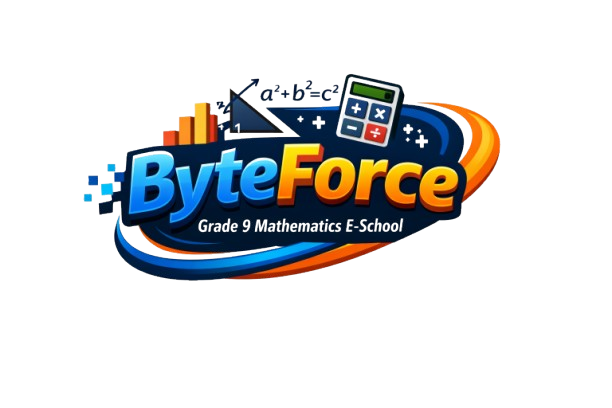 a²+b²=c²
ByteForce
Grade 9 Mathematics E-School